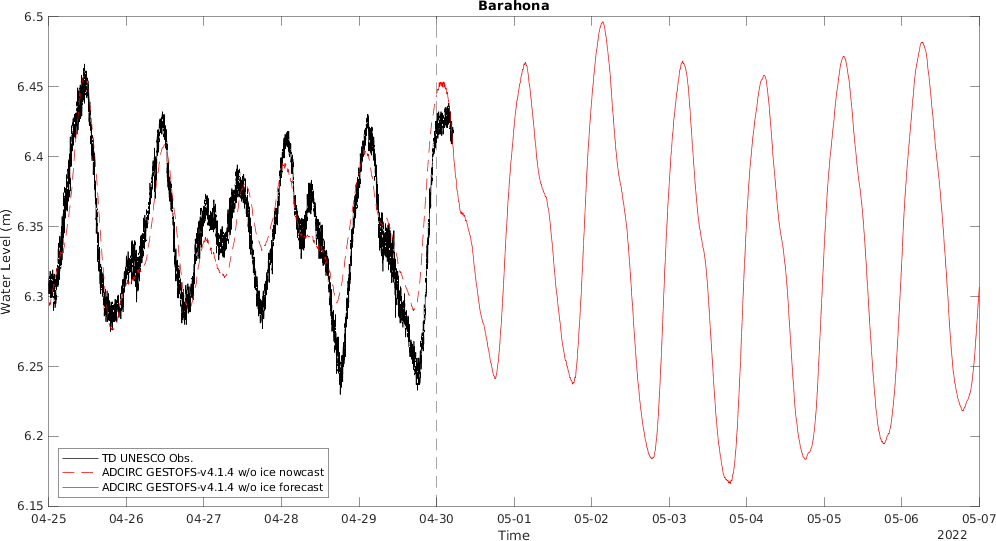 Barahona
Water Level (m)
6.5
6.45
6.4
6.35
6.3
6.25
6.2
6.15
TD UNESCO Obs.
ADCIRC GESTOFS-v4.1.4 w/o ice nowcast
ADCIRC GESTOFS-v4.1.4 w/o ice forecast
04-25 04-26 04-27 04-28 04-29 04-30 05-01 05-02 05-03 05-04 05-05 05-06 05-07
Time
2022